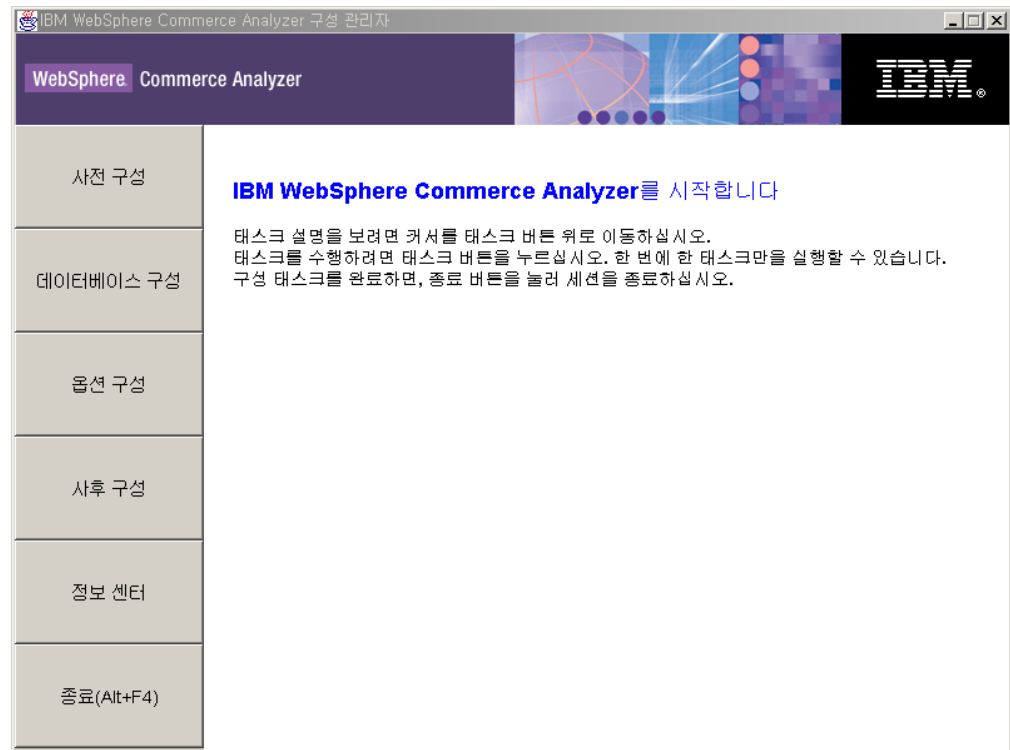 IBM WebSphere Commerce Analyzer 구성 관리자
WebSphere. Commerce Analyzer
IBM®
사전 구성
데이터베이스 구성
옵션 구성
사후 구성
정보 센터
종료(Alt+F4)
IBM WebSphere Commerce Analyzer를 시작합니다
태스크 설명을 보려면 커서를 태스크 버튼 위로 이동하십시오.
태스크를 수행하려면 태스크 버튼을 누르십시오. 한 번에 한 태스크만을 실행할 수 있습니다.
구성 태스크를 완료하면, 종료 버튼을 눌러 세션을 종료하십시오.